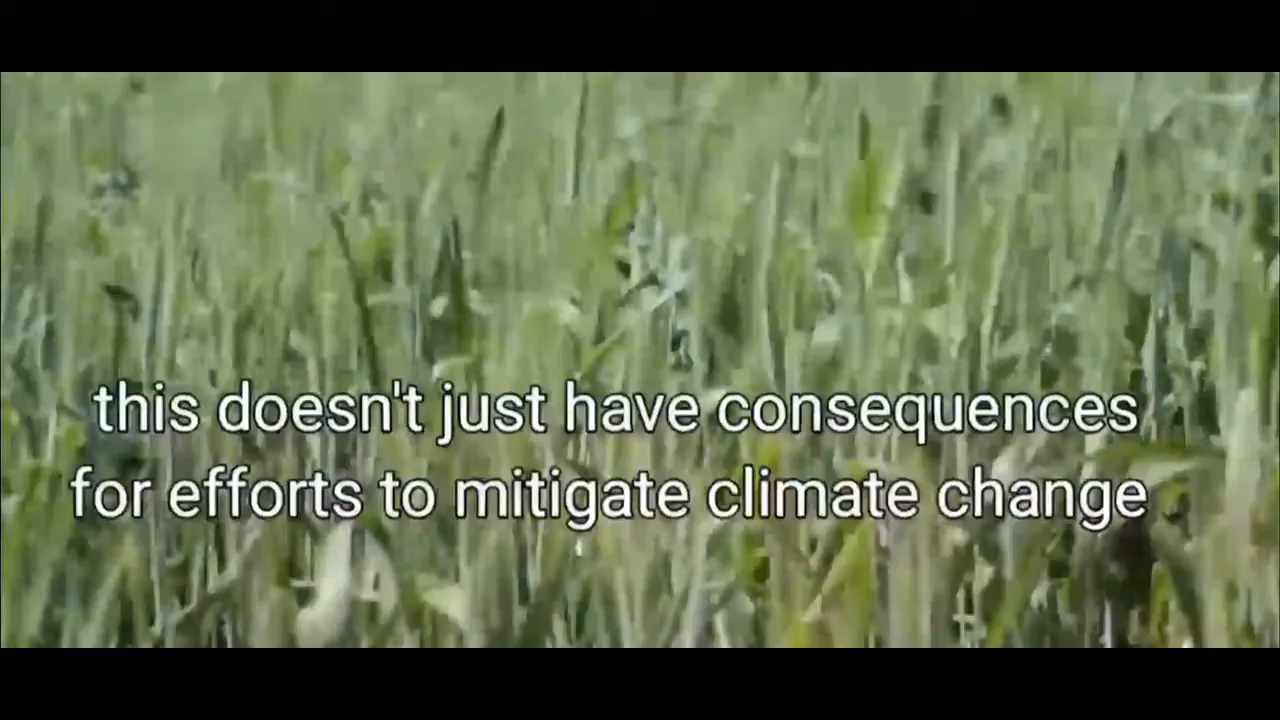 this doesn't just have consequences
for efforts to mitigate climate change